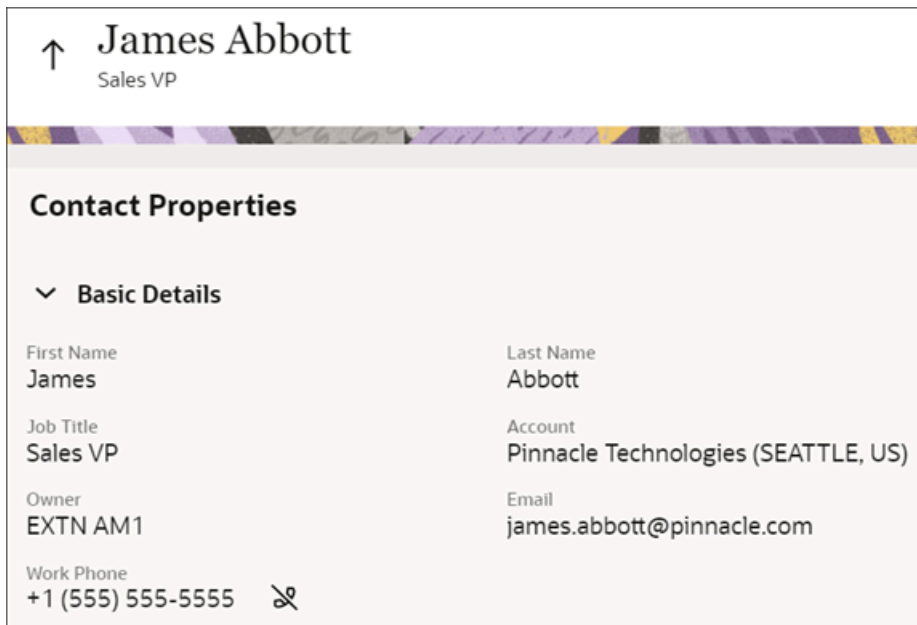 James Abbott
Sales VP
Contact Properties
Basic Details
First Name
James
Last Name
Abbott
Job Title
Sales VP
Account
Pinnacle Technologies (SEATTLE, US)
Owner
EXTN AM1
Email
james.abbott@pinnacle.com
Work Phone
+1 (555) 555-5555